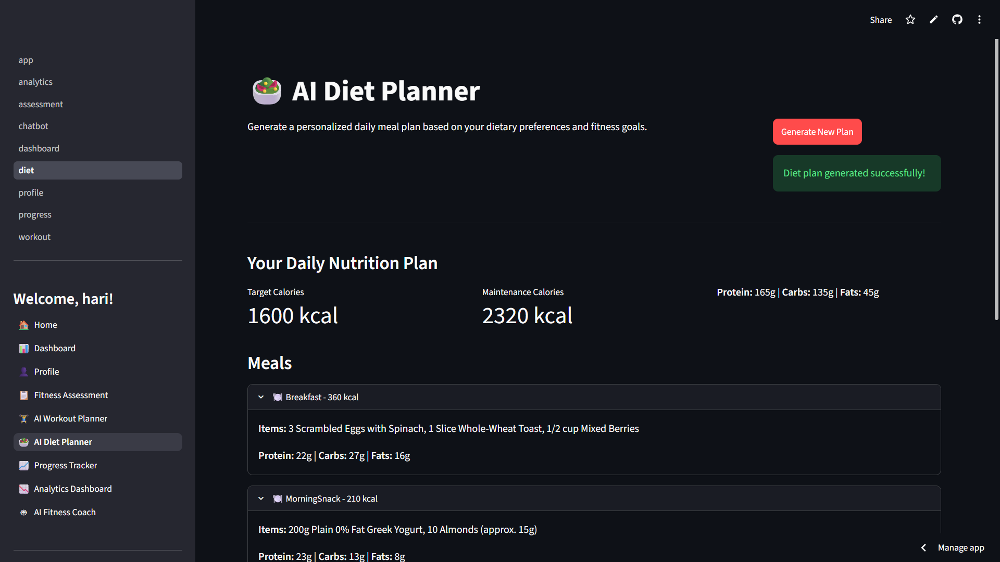 Share
app
analytics
assessment
chatbot
dashboard
diet
profile
progress
workout
Welcome, hari!
Home
Dashboard
Profile
Fitness Assessment
AI Workout Planner
AI Diet Planner
Progress Tracker
Analytics Dashboard
AI Fitness Coach
AI Diet Planner
Generate a personalized daily meal plan based on your dietary preferences and fitness goals.
Generate New Plan
Diet plan generated successfully!
Your Daily Nutrition Plan
Target Calories
1600 kcal
Maintenance Calories
2320 kcal
Protein: 165g | Carbs: 135g | Fats: 45g
Meals
Breakfast - 360 kcal
Items: 3 Scrambled Eggs with Spinach, 1 Slice Whole-Wheat Toast, 1/2 cup Mixed Berries
Protein: 22g | Carbs: 27g | Fats: 16g
MorningSnack - 210 kcal
Items: 200g Plain 0% Fat Greek Yogurt, 10 Almonds (approx. 15g)
Protein: 23g | Carbs: 13g | Fats: 8g
Manage app